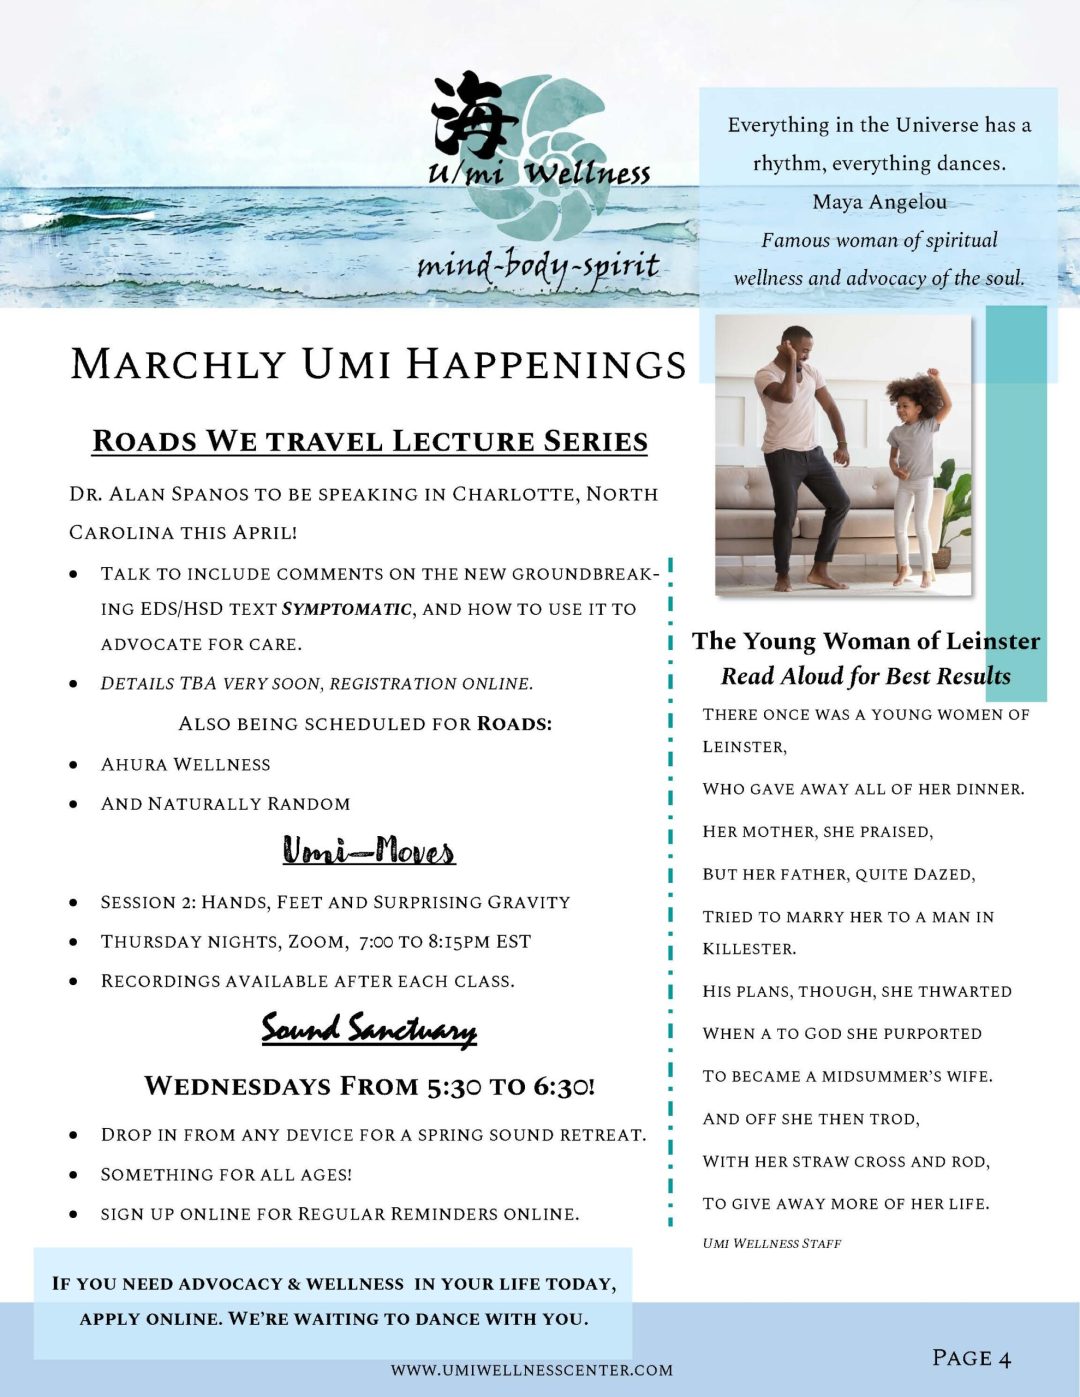 海
U/mi Wellness
mind-body-spirit
Everything in the Universe has a
rhythm, everything dances.
Maya Angelou
Famous woman of spiritual
wellness and advocacy of the soul.
Marchly Umi Happenings
Roads We travel Lecture Series
Dr. Alan Spanos to be speaking in Charlotte, North
Carolina this April!
• Talk to include comments on the new groundbreak-
ing EDS/HSD text Symptomatic, and how to use it to
advocate for care.
• Details TBA very soon, registration online.
Also being scheduled for Roads:
• Ahura Wellness
• And Naturally Random
Umi-Moves
• Session 2: Hands, Feet and Surprising Gravity
• Thursday nights, Zoom, 7:00 to 8:15pm EST
• Recordings available after each class.
Sound Sanctuary
Wednesdays From 5:30 to 6:30!
• Drop in from any device for a spring sound retreat.
• Something for all ages!
• sign up online for Regular Reminders online.
If you need advocacy & wellness in your life today,
apply online. We're waiting to dance with you.
The Young Woman of Leinster
Read Aloud for Best Results
There once was a young women of
Leinster,
Who gave away all of her dinner.
Her mother, she praised,
But her father, quite Dazed,
Tried to marry her to a man in
Killester.
His plans, though, she thwarted
When a to God she purported
To became a midsummer's wife.
And off she then trod,
With her straw cross and rod,
To give away more of her life.
Umi Wellness Staff
www.umiwellnesscenter.com
Page 4